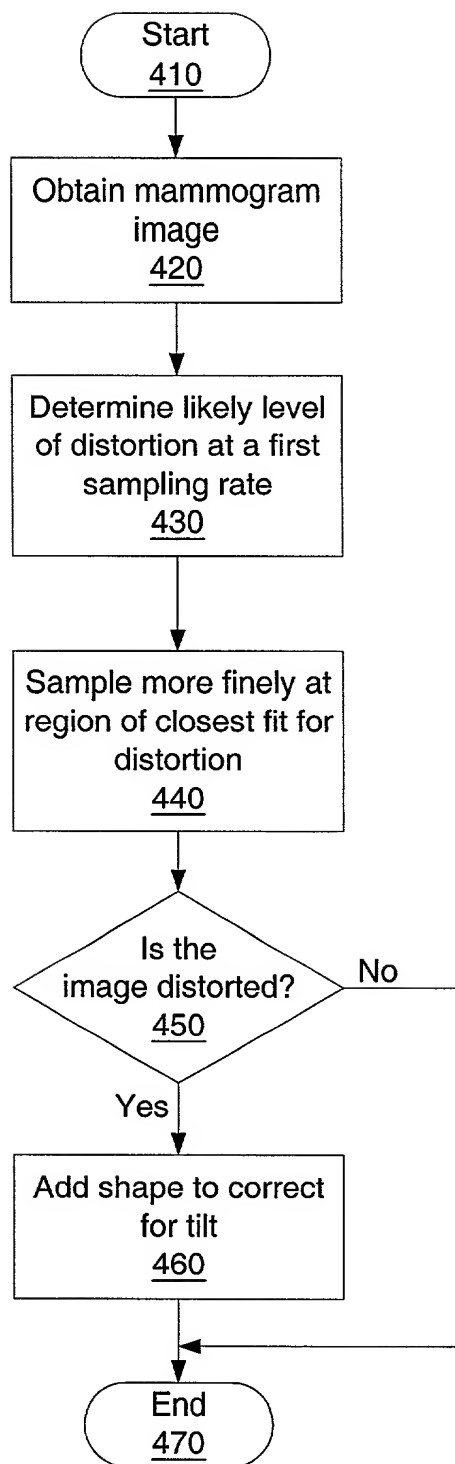 Start
410
Obtain mammogram
image
420
Determine likely level
of distortion at a first
sampling rate
430
Sample more finely at
region of closest fit for
distortion
440
Is the
image distorted?
450
No
Yes
Add shape to correct
for tilt
460
End
470